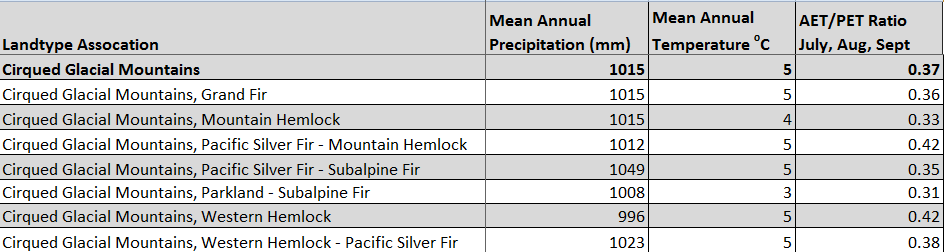 Landtype Assocation Mean Annual Precipitation (mm) Mean Annual Temperature °C AET/PET Ratio July, Aug, Sept
Cirqued Glacial Mountains 1015 5 0.37
Cirqued Glacial Mountains, Grand Fir 1015 5 0.36
Cirqued Glacial Mountains, Mountain Hemlock 1015 4 0.33
Cirqued Glacial Mountains, Pacific Silver Fir - Mountain Hemlock 1012 5 0.42
Cirqued Glacial Mountains, Pacific Silver Fir - Subalpine Fir 1049 5 0.35
Cirqued Glacial Mountains, Parkland - Subalpine Fir 1008 3 0.31
Cirqued Glacial Mountains, Western Hemlock 996 5 0.42
Cirqued Glacial Mountains, Western Hemlock - Pacific Silver Fir 1023 5 0.38